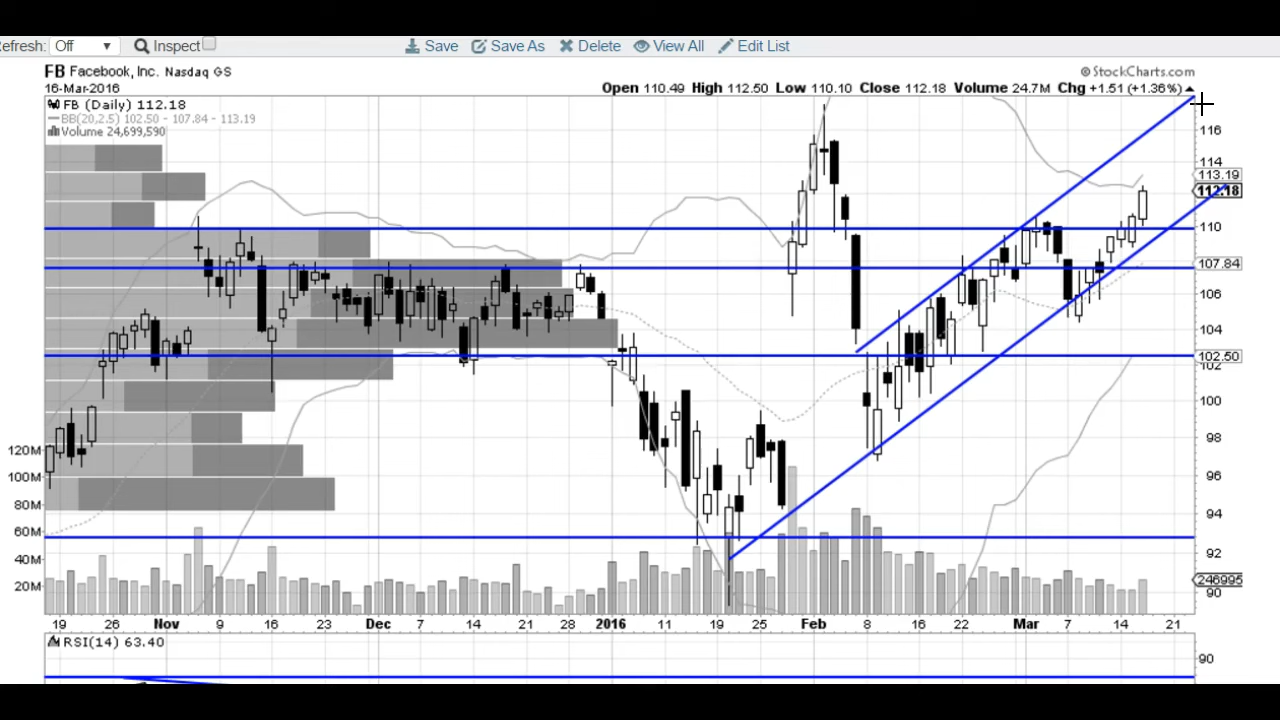 efresh: Off ▼ Inspect Save Save As Delete View All Edit List
FB Facebook, Inc. Nasdaq GS ©StockCharts.com
16-Mar-2016 Open 110.49 High 112.50 Low 110.10 Close 112.18 Volume 24.7M Chg +1.51 (+1.36%) ▲
FB (Daily) 112.18
BB(20,2.5) 102.50 - 107.84 - 113.19
Volume 24,699,590
116
114
113.19
112.18
110
107.84
106
104
102.50
102
100
98
96
94
92
90
246995
120M
100M
80M
60M
40M
20M
19 26 Nov 9 16 23 Dec 7 14 21 28 2016 11 19 25 Feb 8 16 22 Mar 7 14 21
RSI(14) 63.40
90